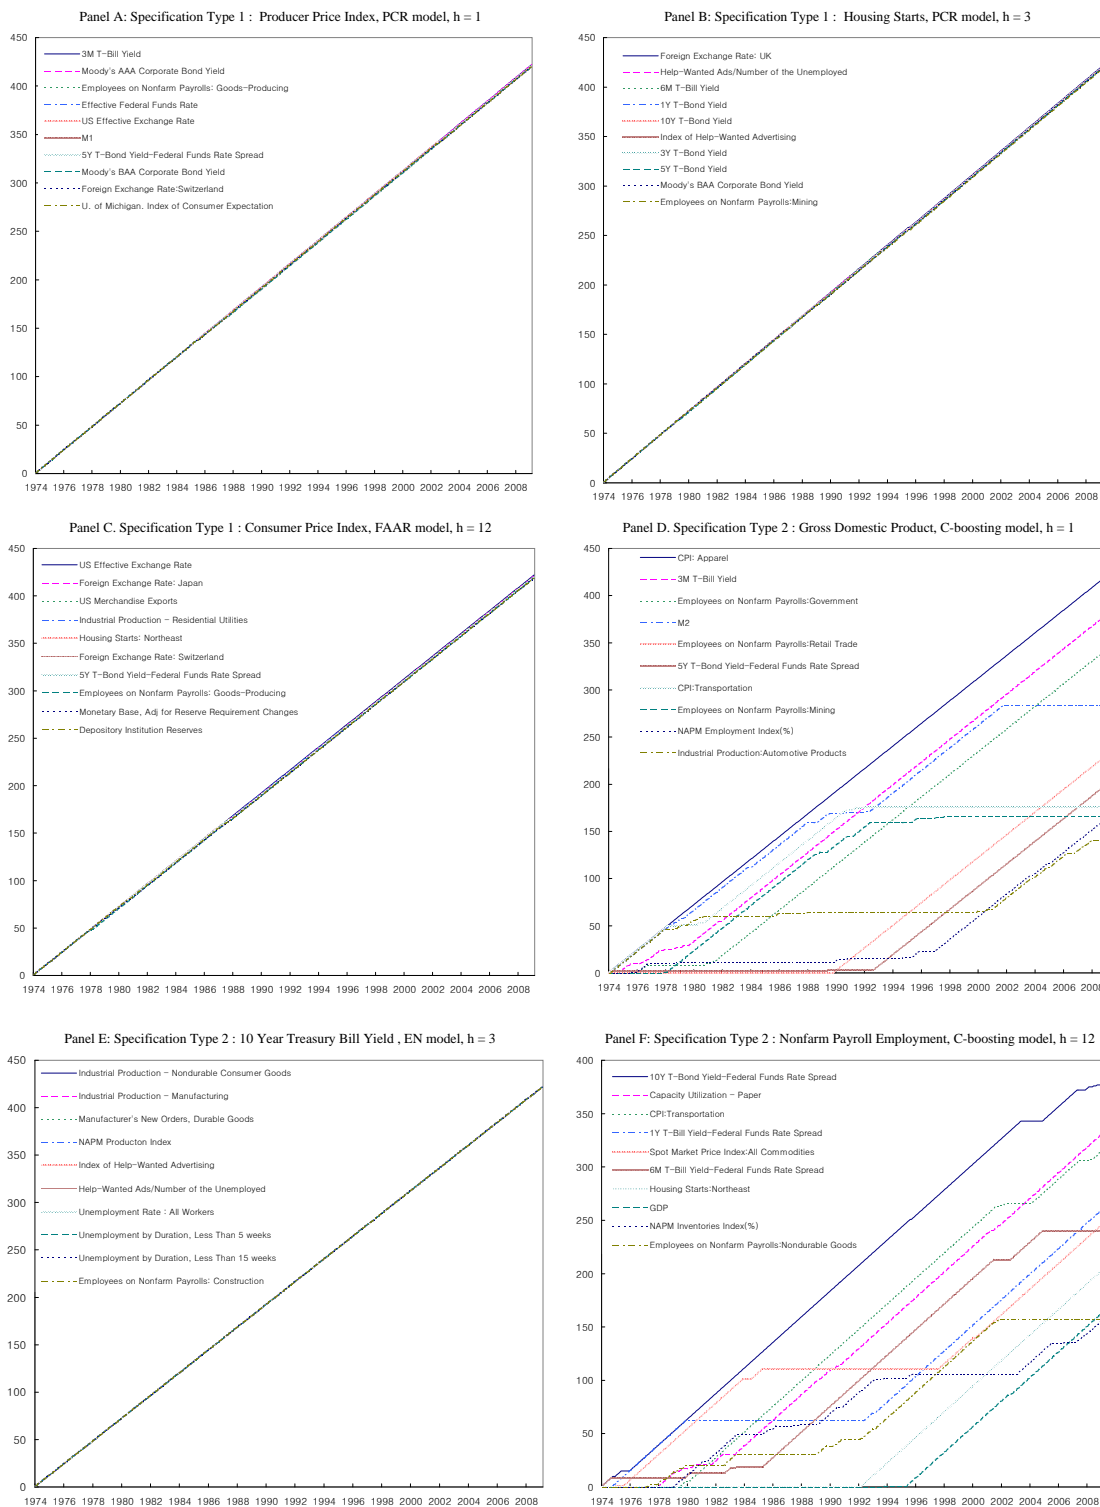 Panel A: Specification Type 1 : Producer Price Index, PCR model, h = 1
450
400
350
300
250
200
150
100
50
0
3M T-Bill Yield
Moody's AAA Corporate Bond Yield
Employees on Nonfarm Payrolls: Goods-Producing
Effective Federal Funds Rate
US Effective Exchange Rate
M1
5Y T-Bond Yield-Federal Funds Rate Spread
Moody's BAA Corporate Bond Yield
Foreign Exchange Rate:Switzerland
U. of Michigan. Index of Consumer Expectation
1974 1976 1978 1980 1982 1984 1986 1988 1990 1992 1994 1996 1998 2000 2002 2004 2006 2008
Panel B: Specification Type 1 : Housing Starts, PCR model, h = 3
450
400
350
300
250
200
150
100
50
0
Foreign Exchange Rate: UK
Help-Wanted Ads/Number of the Unemployed
6M T-Bill Yield
1Y T-Bond Yield
10Y T-Bond Yield
Index of Help-Wanted Advertising
3Y T-Bond Yield
5Y T-Bond Yield
Moody's BAA Corporate Bond Yield
Employees on Nonfarm Payrolls:Mining
1974 1976 1978 1980 1982 1984 1986 1988 1990 1992 1994 1996 1998 2000 2002 2004 2006 2008
Panel C. Specification Type 1 : Consumer Price Index, FAAR model, h = 12
450
400
350
300
250
200
150
100
50
0
US Effective Exchange Rate
Foreign Exchange Rate: Japan
US Merchandise Exports
Industrial Production - Residential Utilities
Housing Starts: Northeast
Foreign Exchange Rate: Switzerland
5Y T-Bond Yield-Federal Funds Rate Spread
Employees on Nonfarm Payrolls: Goods-Producing
Monetary Base, Adj for Reserve Requirement Changes
Depository Institution Reserves
1974 1976 1978 1980 1982 1984 1986 1988 1990 1992 1994 1996 1998 2000 2002 2004 2006 2008
Panel D. Specification Type 2 : Gross Domestic Product, C-boosting model, h = 1
450
400
350
300
250
200
150
100
50
0
CPI: Apparel
3M T-Bill Yield
Employees on Nonfarm Payrolls:Government
M2
Employees on Nonfarm Payrolls:Retail Trade
5Y T-Bond Yield-Federal Funds Rate Spread
CPI:Transportation
Employees on Nonfarm Payrolls:Mining
NAPM Employment Index(%)
Industrial Production:Automotive Products
1974 1976 1978 1980 1982 1984 1986 1988 1990 1992 1994 1996 1998 2000 2002 2004 2006
Panel E: Specification Type 2 : 10 Year Treasury Bill Yield , EN model, h = 3
450
400
350
300
250
200
150
100
50
0
Industrial Production - Nondurable Consumer Goods
Industrial Production - Manufacturing
Manufacturer's New Orders, Durable Goods
NAPM Producton Index
Index of Help-Wanted Advertising
Help-Wanted Ads/Number of the Unemployed
Unemployment Rate : All Workers
Unemployment by Duration, Less Than 5 weeks
Unemployment by Duration, Less Than 15 weeks
Employees on Nonfarm Payrolls: Construction
1974 1976 1978 1980 1982 1984 1986 1988 1990 1992 1994 1996 1998 2000 2002 2004 2006 2008
Panel F: Specification Type 2 : Nonfarm Payroll Employment, C-boosting model, h = 12
400
350
300
250
200
150
100
50
0
10Y T-Bond Yield-Federal Funds Rate Spread
Capacity Utilization - Paper
CPI:Transportation
1Y T-Bill Yield-Federal Funds Rate Spread
Spot Market Price Index:All Commodities
6M T-Bill Yield-Federal Funds Rate Spread
Housing Starts:Northeast
GDP
NAPM Inventories Index(%)
Employees on Nonfarm Payrolls:Nondurable Goods
1974 1976 1978 1980 1982 1984 1986 1988 1990 1992 1994 1996 1998 2000 2002 2004 2006